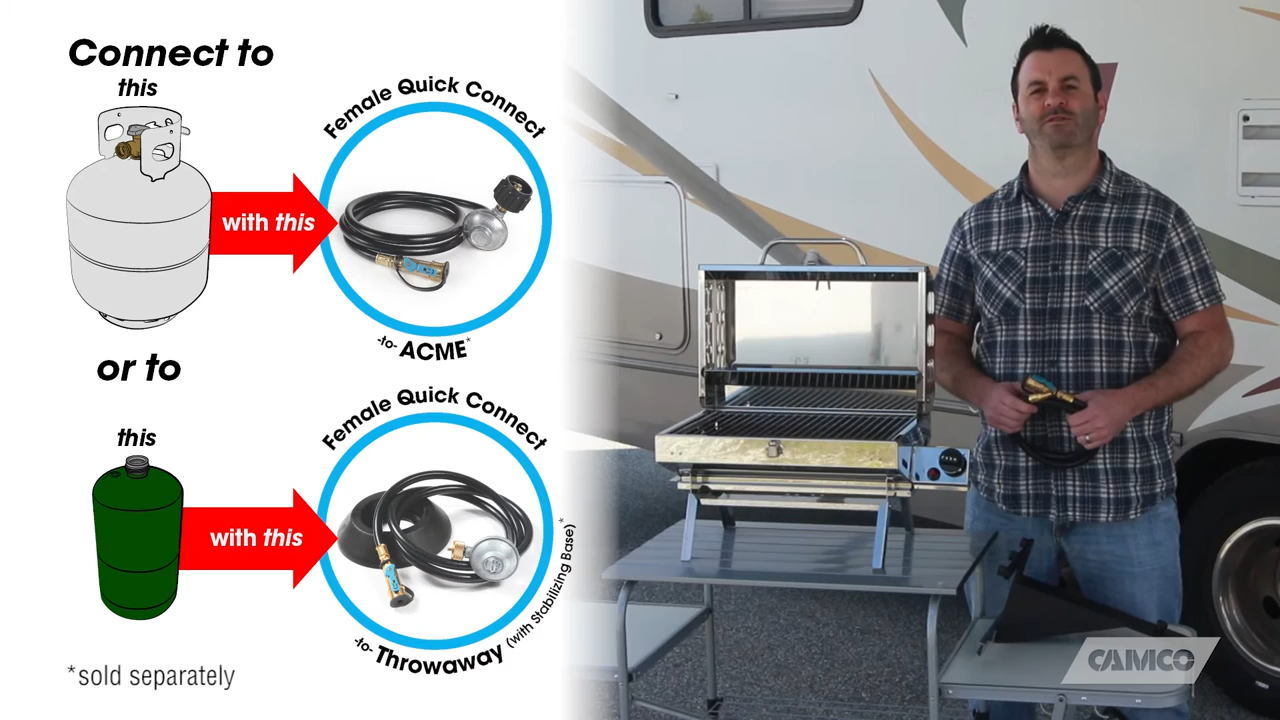 Connect to
this
Female Quick Connect
with this
-to- ACME*
or to
this
Female Quick Connect
with this
-to- Throwaway (with Stabilizing Base)*
*sold separately
CAMCO